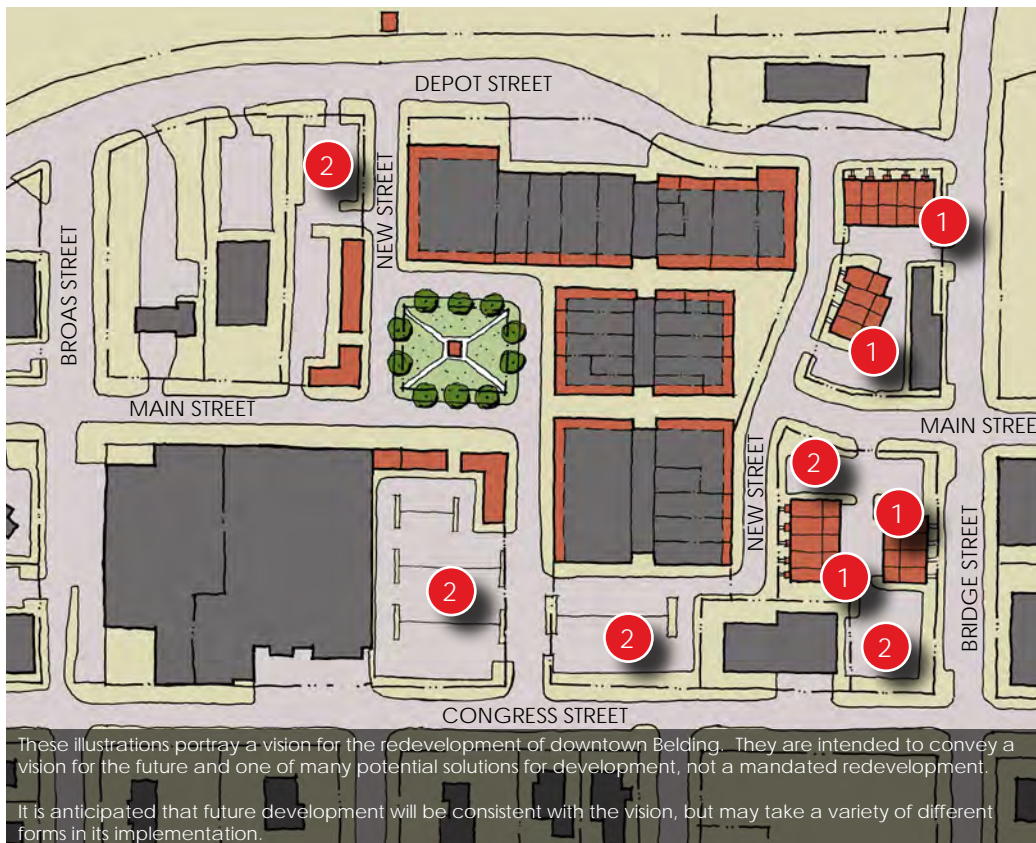 DEPOT STREET
2
NEW STREET
1
BROAS STREET
1
MAIN STREET
MAIN STREE
2
1
NEW STREET
BRIDGE STREET
1
2
2
2
CONGRESS STREET
These illustrations portray a vision for the redevelopment of downtown Belding. They are intended to convey a
vision for the future and one of many potential solutions for development, not a mandated redevelopment.
It is anticipated that future development will be consistent with the vision, but may take a variety of different
forms in its implementation.